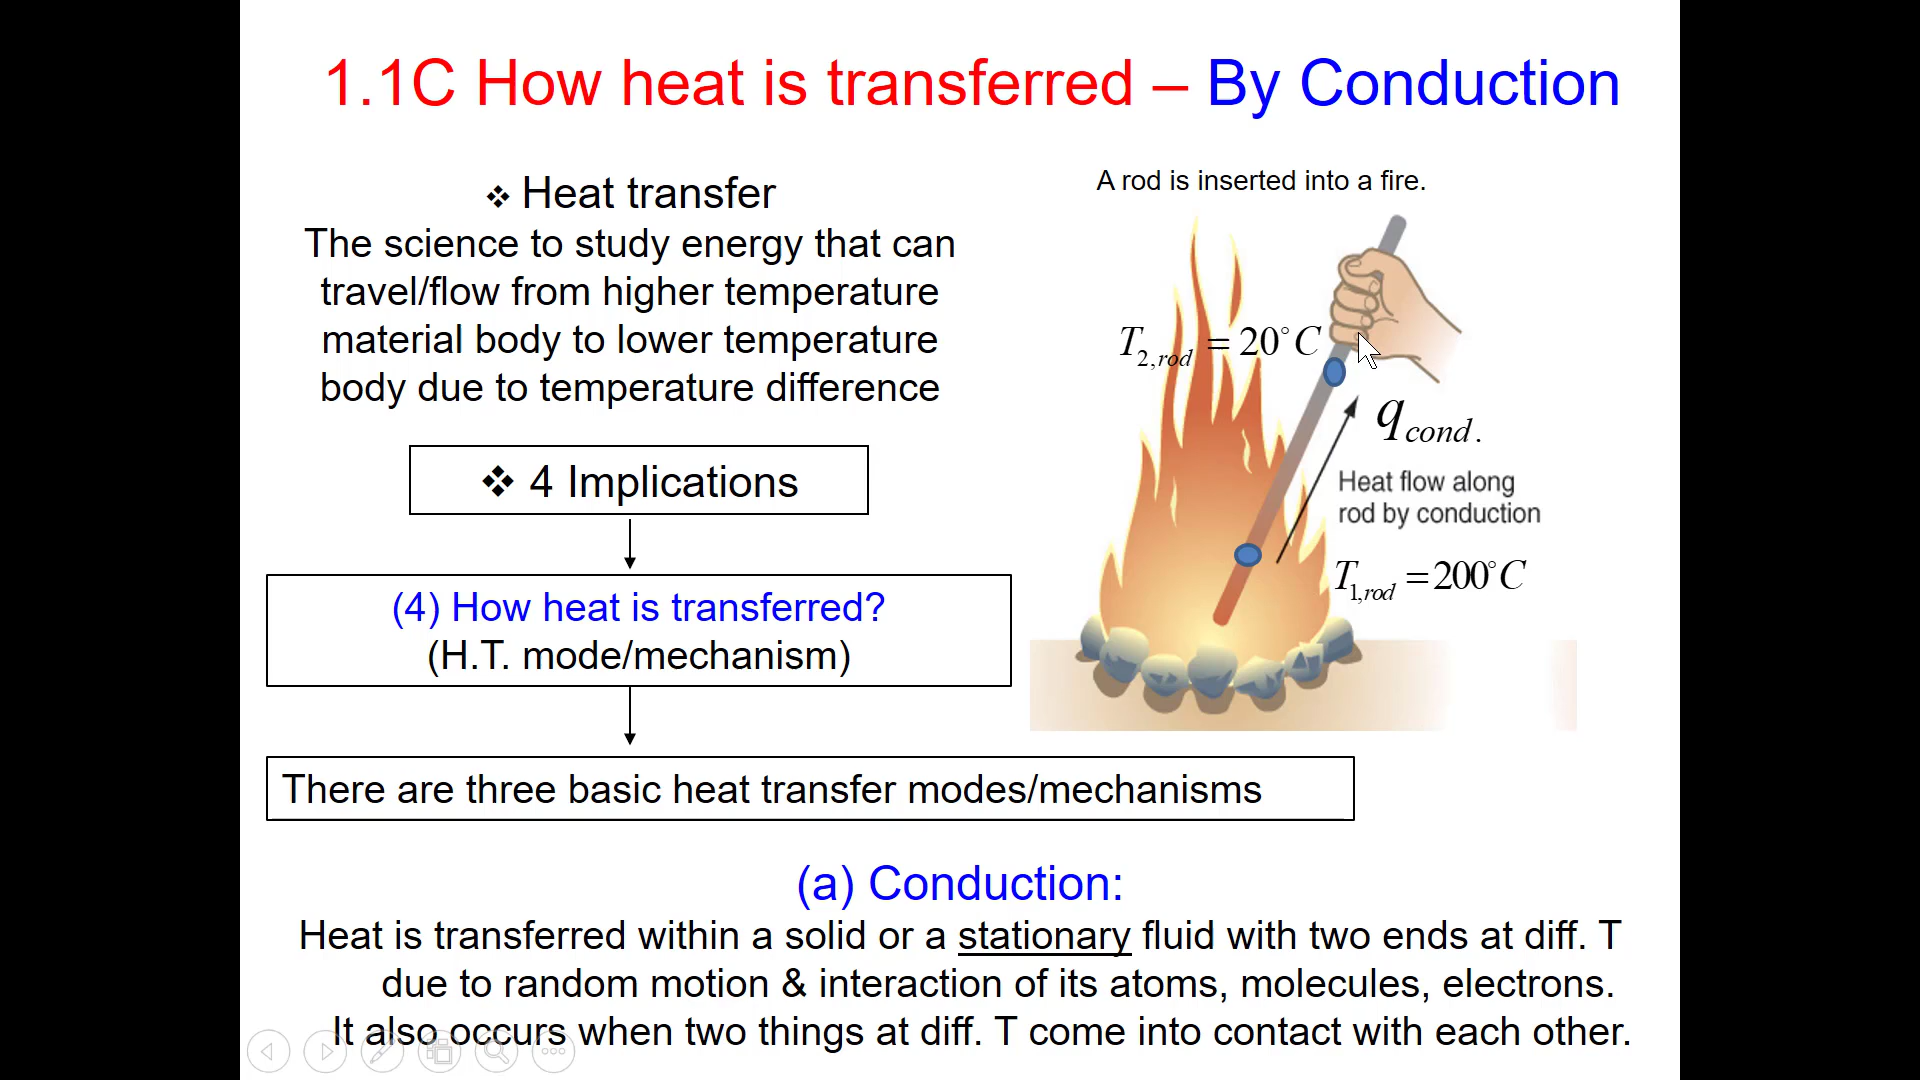 1.1C How heat is transferred – By Conduction
❖ Heat transfer
The science to study energy that can
travel/flow from higher temperature
material body to lower temperature
body due to temperature difference
❖ 4 Implications
(4) How heat is transferred?
(H.T. mode/mechanism)
There are three basic heat transfer modes/mechanisms
A rod is inserted into a fire.
T2,rod = 20°C
qcond.
Heat flow along
rod by conduction
T1,rod = 200°C
(a) Conduction:
Heat is transferred within a solid or a stationary fluid with two ends at diff. T
due to random motion & interaction of its atoms, molecules, electrons.
It also occurs when two things at diff. T come into contact with each other.